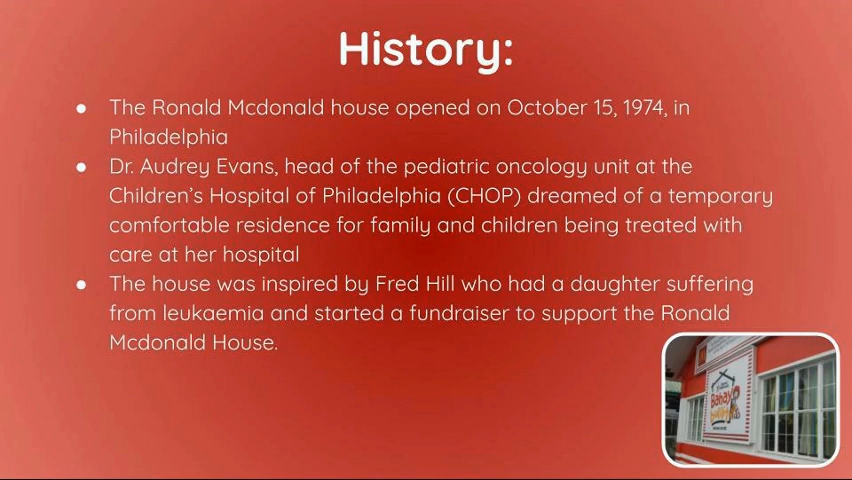 History:
● The Ronald Mcdonald house opened on October 15, 1974, in
Philadelphia
● Dr. Audrey Evans, head of the pediatric oncology unit at the
Children's Hospital of Philadelphia (CHOP) dreamed of a temporary
comfortable residence for family and children being treated with
care at her hospital
● The house was inspired by Fred Hill who had a daughter suffering
from leukaemia and started a fundraiser to support the Ronald
Mcdonald House.
Bahay